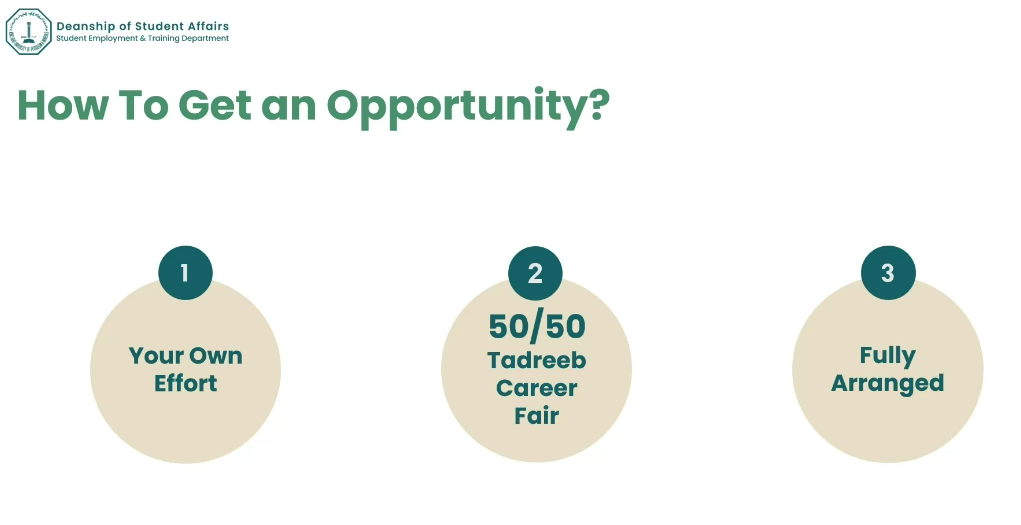 Deanship of Student Affairs
Student Employment & Training Department
How To Get an Opportunity?
1
Your Own
Effort
2
50/50
Tadreeb
Career
Fair
3
Fully
Arranged